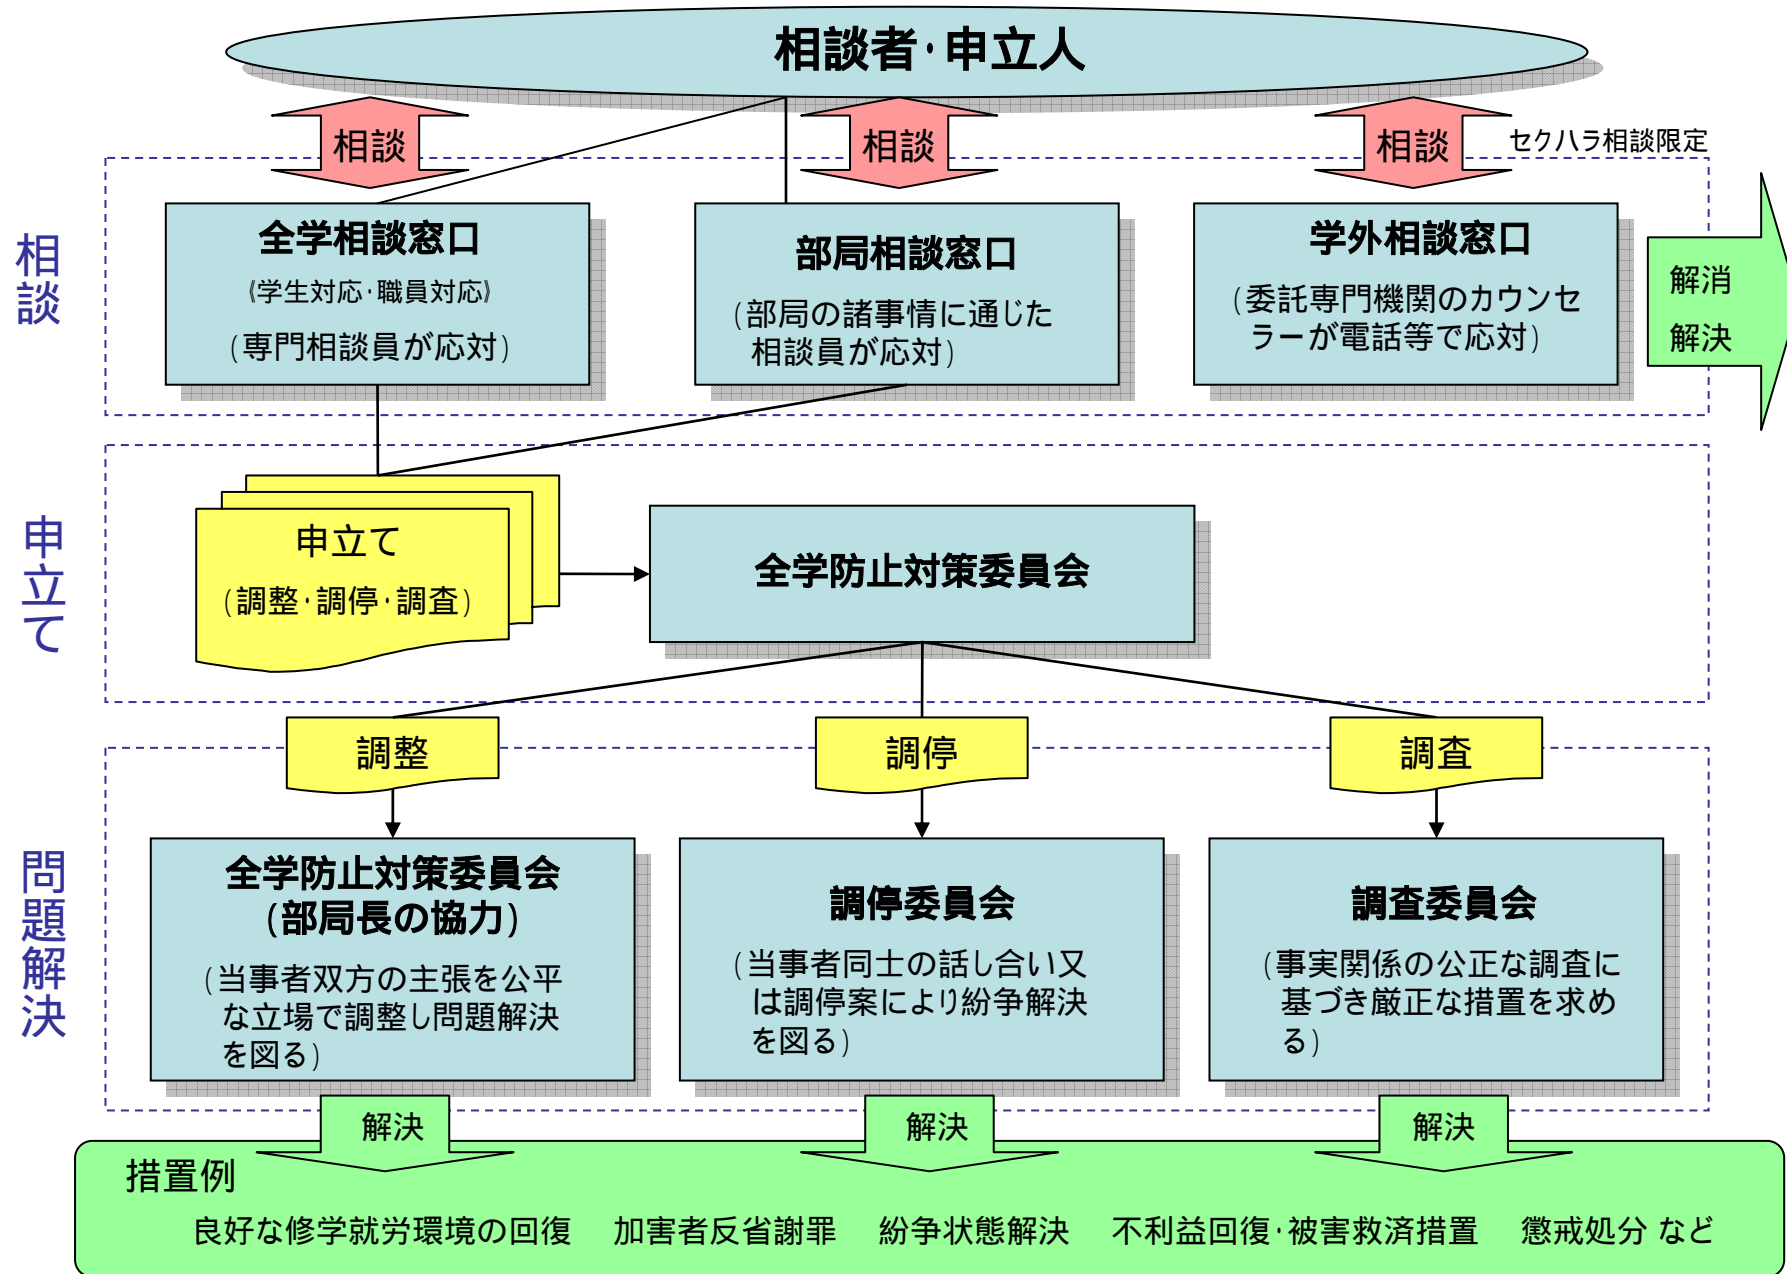 相談者・申立人
相談
相談
相談
セクハラ相談限定
相談
全学相談窓口
《学生対応・職員対応》
(専門相談員が応対)
部局相談窓口
(部局の諸事情に通じた
相談員が応対)
学外相談窓口
(委託専門機関のカウンセ
ラーが電話等で応対)
解消
解決
申立て
申立て
(調整・調停・調査)
全学防止対策委員会
調整
調停
調査
問題解決
全学防止対策委員会
(部局長の協力)
(当事者双方の主張を公平
な立場で調整し問題解決
を図る)
調停委員会
(当事者同士の話し合い又
は調停案により紛争解決
を図る)
調査委員会
(事実関係の公正な調査に
基づき厳正な措置を求め
る)
解決
解決
解決
措置例
良好な修学就労環境の回復 加害者反省謝罪 紛争状態解決 不利益回復・被害救済措置 懲戒処分 など